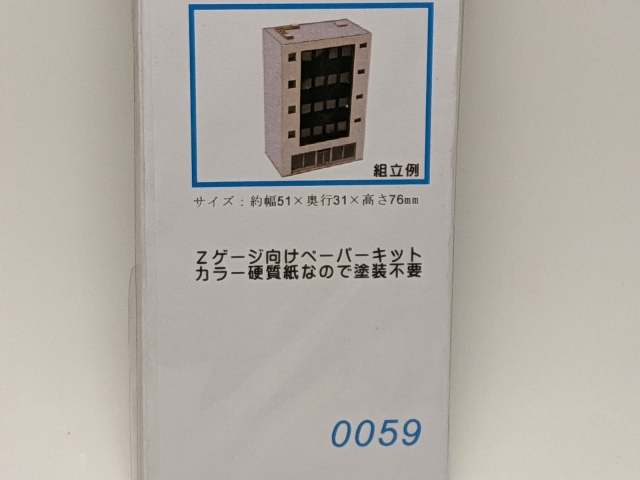 組立例
サイズ：約幅51×奥行31×高さ76mm
Zゲージ向けペーパーキット
カラー硬質紙なので塗装不要
0059